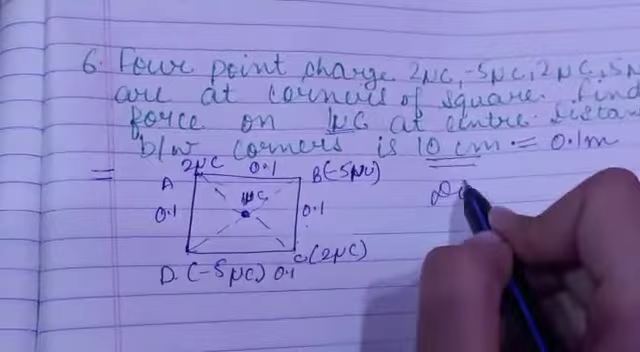 6. Four point charge 2μC, -5μC, 2μC, 5μ
are at corners of square. find
force on 1μC at centre. Distan
b/w corners is 10 cm. = 0.1m
=
2μC
A 0.1 B(-5μC)
0.1 1μC 0.1
C(2μC)
D. (-5μC) 0.1